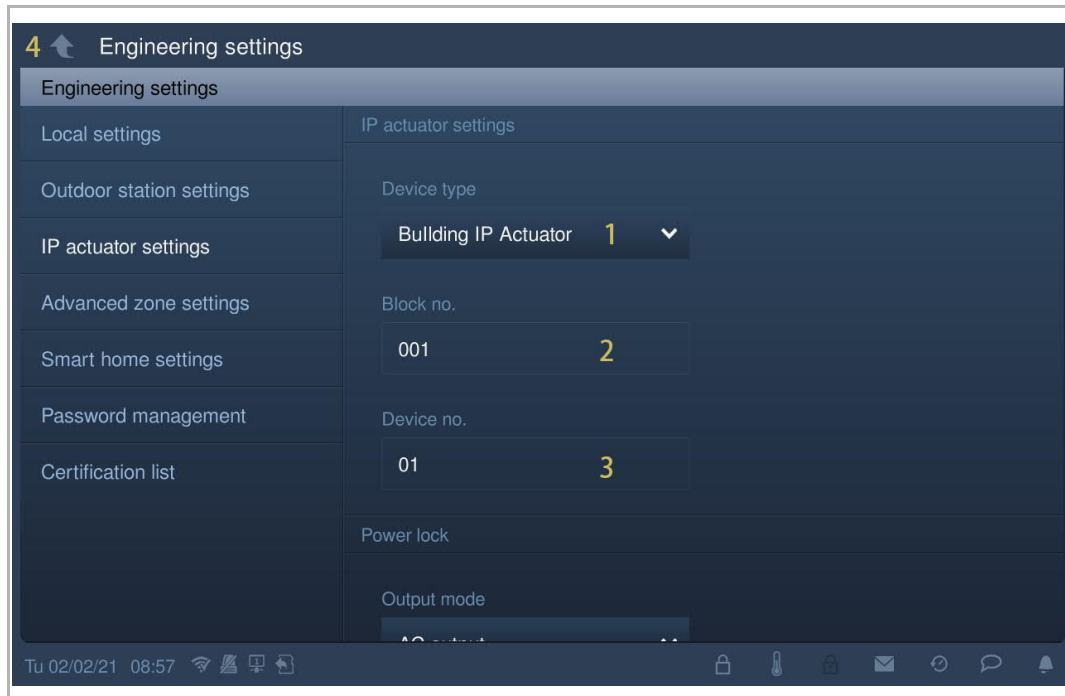 4 Engineering settings
Engineering settings
Local settings
Outdoor station settings
IP actuator settings
Advanced zone settings
Smart home settings
Password management
Certification list
IP actuator settings
Device type
Bullding IP Actuator 1
Block no.
001 2
Device no.
01 3
Power lock
Output mode
AC output
Tu 02/02/21 08:57